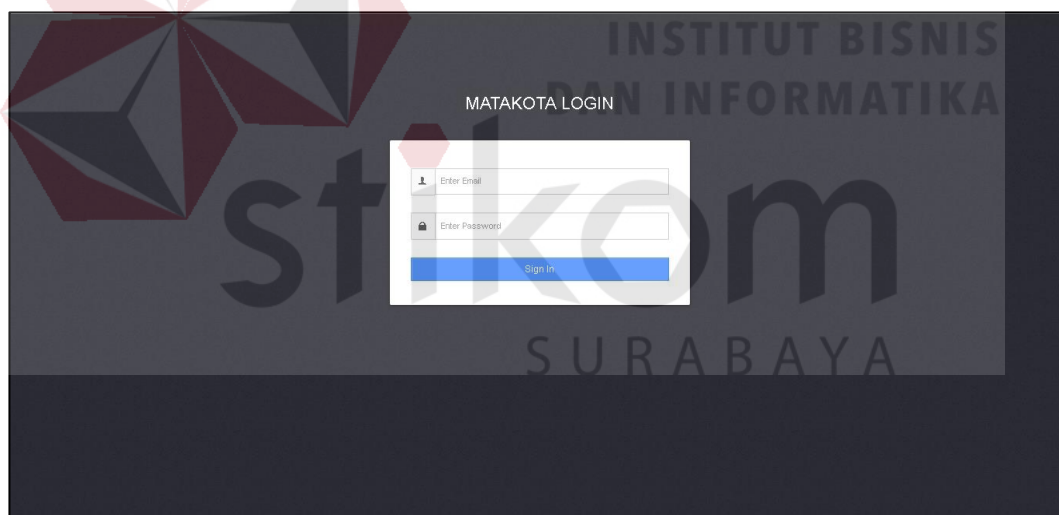 INSTITUT BISNIS
DAN INFORMATIKA
MATAKOTA LOGIN
stikom
Enter Email
Enter Password
Sign In
SURABAYA